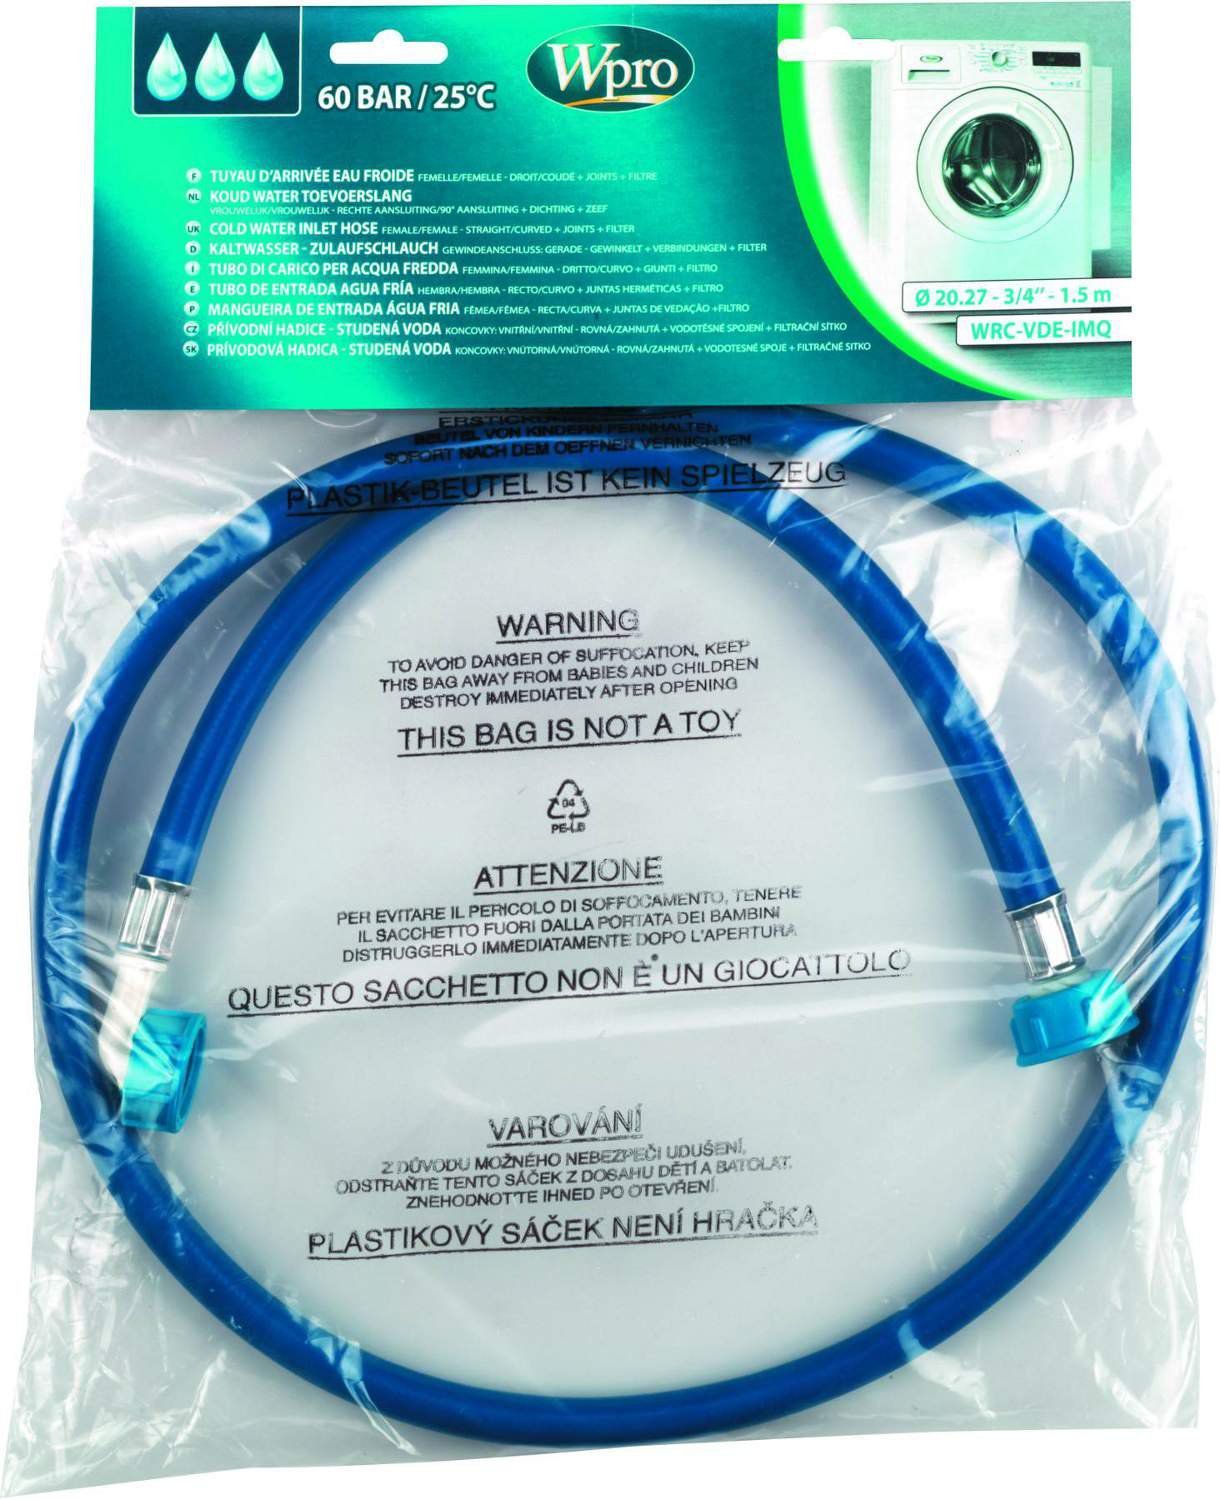 60 BAR / 25°C
Wpro
F TUYAU D'ARRIVÉE EAU FROIDE FEMELLE/FEMELLE - DROIT/COUDÉ + JOINTS + FILTRE
NL KOUD WATER TOEVOERSLANG
VROUWELIJK/VROUWELIJK - RECHTE AANSLUITING/90° AANSLUITING + DICHTING + ZEEF
UK COLD WATER INLET HOSE FEMALE/FEMALE - STRAIGHT/CURVED + JOINTS + FILTER
D KALTWASSER - ZULAUFSCHLAUCH GEWINDEANSCHLUSS: GERADE - GEWINKELT + VERBINDUNGEN + FILTER
I TUBO DI CARICO PER ACQUA FREDDA FEMMINA/FEMMINA - DRITTO/CURVO + GIUNTI + FILTRO
E TUBO DE ENTRADA AGUA FRÍA HEMBRA/HEMBRA - RECTO/CURVO + JUNTAS HERMÉTICAS + FILTRO
P MANGUEIRA DE ENTRADA ÁGUA FRIA FÊMEA/FÊMEA - RECTA/CURVA + JUNTAS DE VEDAÇÃO +FILTRO
CZ PŘÍVODNÍ HADICE - STUDENÁ VODA KONCOVKY: VNITŘNÍ/VNITŘNÍ - ROVNÁ/ZAHNUTÁ + VODOTĚSNÉ SPOJENÍ + FILTRAČNÍ SÍTKO
SK PRÍVODOVÁ HADICA - STUDENÁ VODA KONCOVKY: VNÚTORNÁ/VNÚTORNÁ - ROVNÁ/ZAHNUTÁ + VODOTESNÉ SPOJE + FILTRAČNÉ SITKO
Ø 20.27 - 3/4" - 1.5 m
WRC-VDE-IMQ
BEUTEL VON KINDERN FERNHALTEN
SOFORT NACH DEM OEFFNEN VERNICHTEN
PLASTIK-BEUTEL IST KEIN SPIELZEUG
WARNING
TO AVOID DANGER OF SUFFOCATION, KEEP
THIS BAG AWAY FROM BABIES AND CHILDREN
DESTROY IMMEDIATELY AFTER OPENING
THIS BAG IS NOT A TOY
04
PE-LD
ATTENZIONE
PER EVITARE IL PERICOLO DI SOFFOCAMENTO, TENERE
IL SACCHETTO FUORI DALLA PORTATA DEI BAMBINI
DISTRUGGERLO IMMEDIATAMENTE DOPO L'APERTURA
QUESTO SACCHETTO NON È UN GIOCATTOLO
VAROVÁNÍ
Z DŮVODU MOŽNÉHO NEBEZPEČI UDUŠENÍ,
ODSTRAŇTE TENTO SÁČEK Z DOSAHU DĚTÍ A BATOLAT.
ZNEHODNOŤTE IHNED PO OTEVŘENÍ.
PLASTIKOVÝ SÁČEK NENÍ HRAČKA